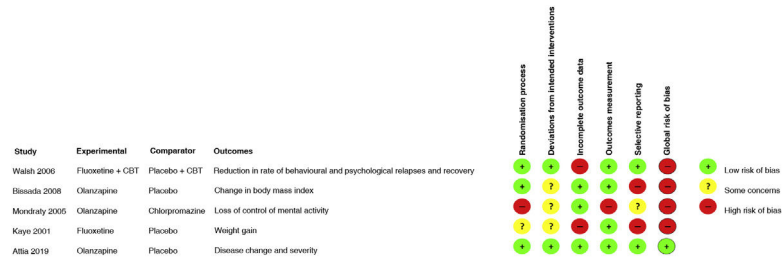 Randomisation process
Deviations from intended interventions
Incomplete outcome data
Outcomes measurement
Selective reporting
Global risk of bias
Study Experimental Comparator Outcomes
Walsh 2006 Fluoxetine + CBT Placebo + CBT Reduction in rate of behavioural and psychological relapses and recovery + + − + + − + Low risk of bias
Bissada 2008 Olanzapine Placebo Change in body mass index + ? + + − − ? Some concerns
Mondraty 2005 Olanzapine Chlorpromazine Loss of control of mental activity − ? + − ? − − High risk of bias
Kaye 2001 Fluoxetine Placebo Weight gain ? ? − + − −
Attia 2019 Olanzapine Placebo Disease change and severity + + + + + +